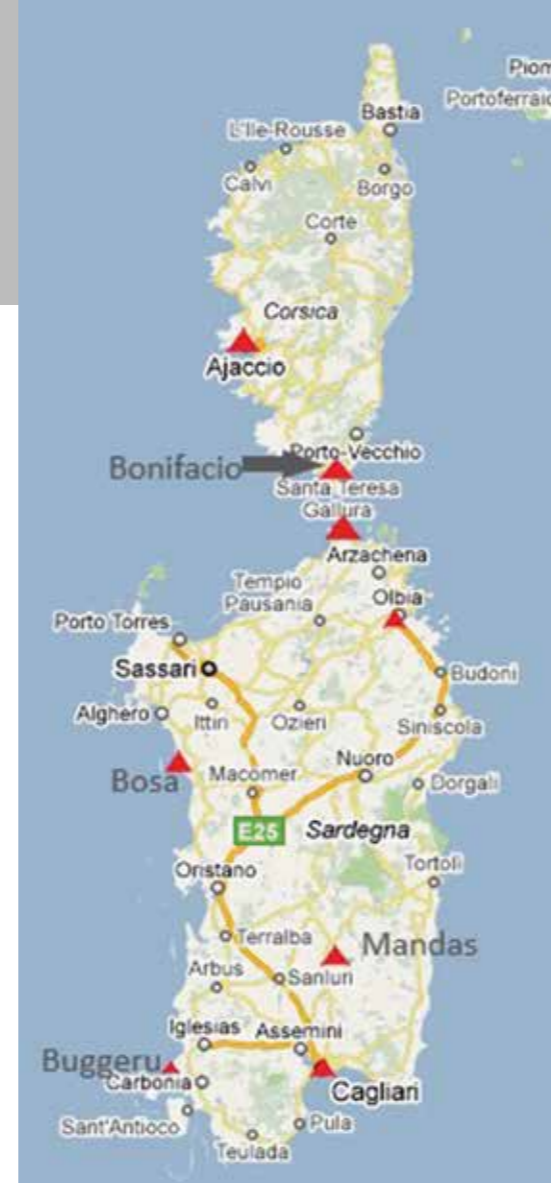 Piom
Portoferraio
Bastia
L'Ile-Rousse
Calvi
Borgo
Corte
Corsica
Ajaccio
Porto-Vecchio
Bonifacio
Santa Teresa
Gallura
Arzachena
Tempio
Pausania
Olbia
Porto Torres
Sassari
Budoni
Alghero
Ittiri
Ozieri
Siniscola
Nuoro
Bosa
Macomer
Dorgali
E25
Sardegna
Tortolì
Oristano
Terralba
Mandas
Arbus
Sanluri
Iglesias
Assemini
Buggeru
Carbonia
Cagliari
Sant'Antioco
Pula
Teulada